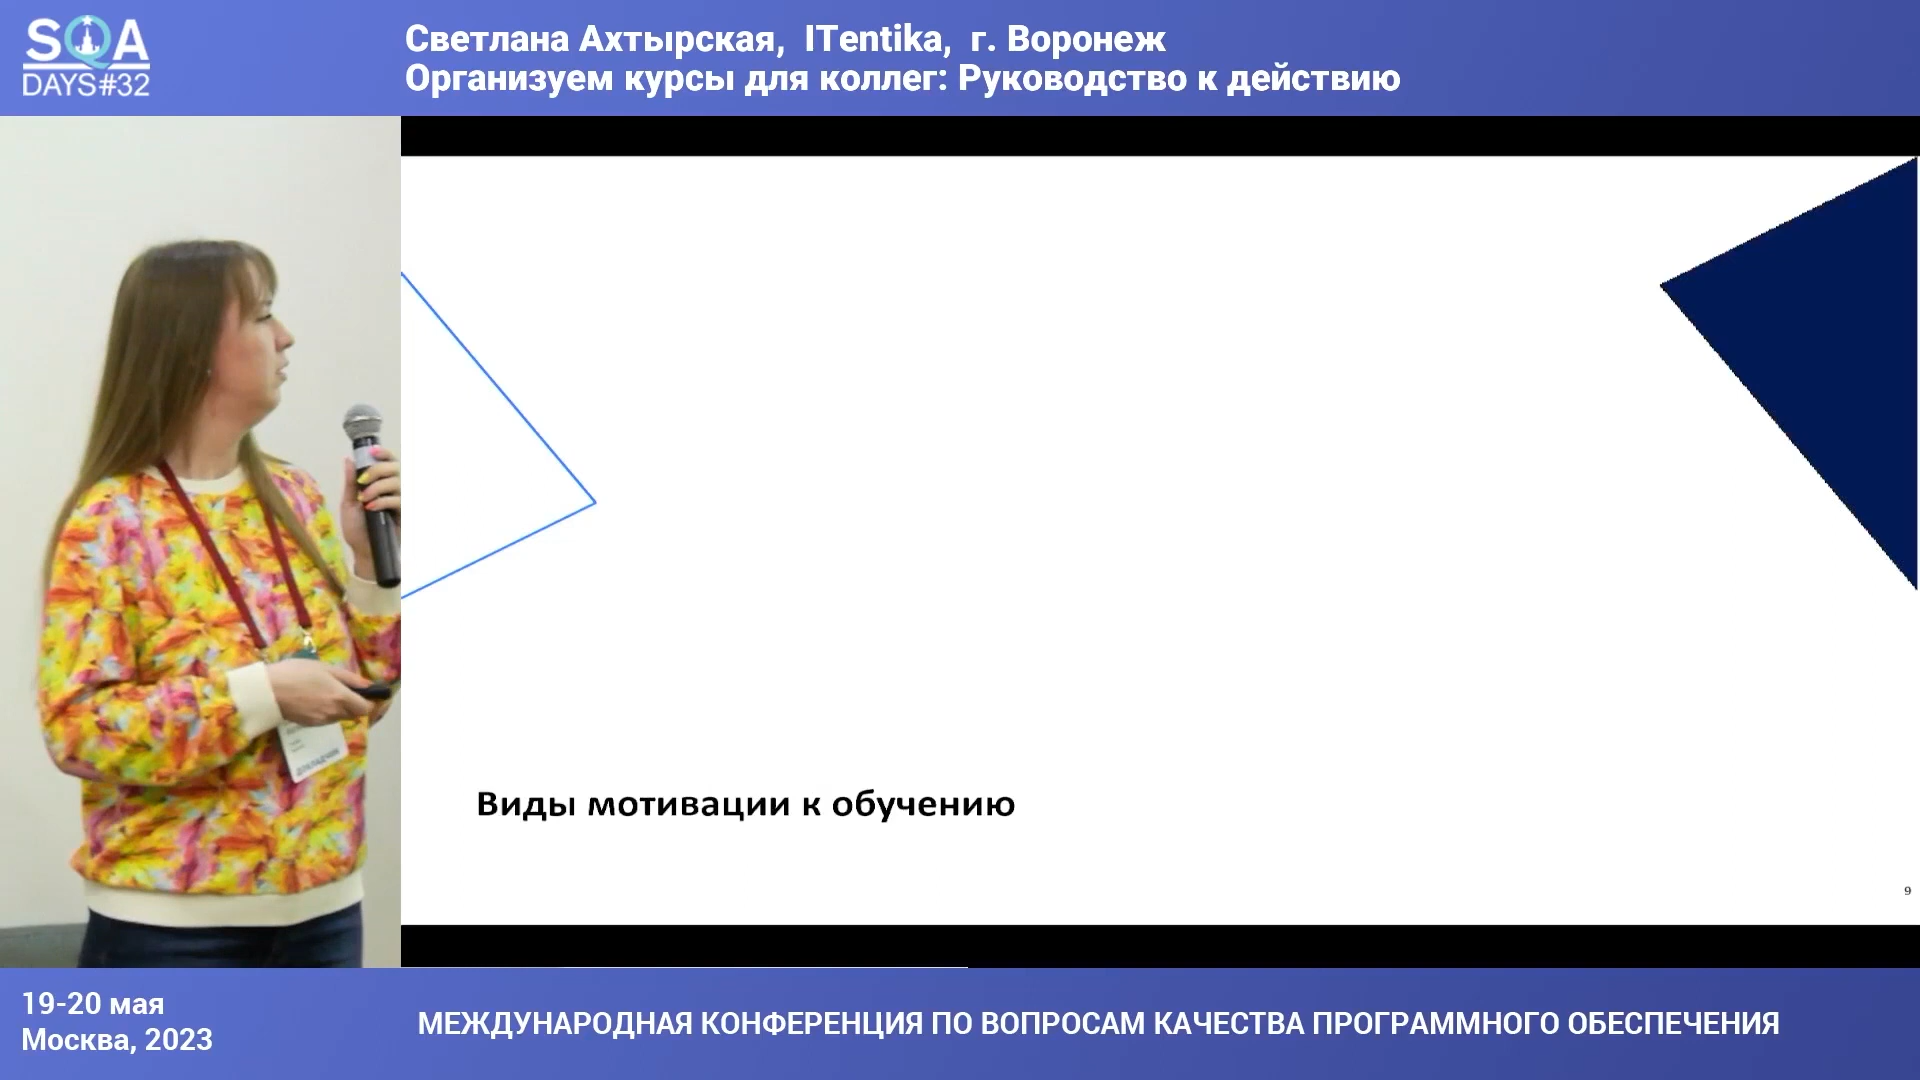 SQA
DAYS#32
Светлана Ахтырская, ITentika, г. Воронеж
Организуем курсы для коллег: Руководство к действию
ДОКЛАДЧИК
Виды мотивации к обучению
9
19-20 мая
Москва, 2023
МЕЖДУНАРОДНАЯ КОНФЕРЕНЦИЯ ПО ВОПРОСАМ КАЧЕСТВА ПРОГРАММНОГО ОБЕСПЕЧЕНИЯ